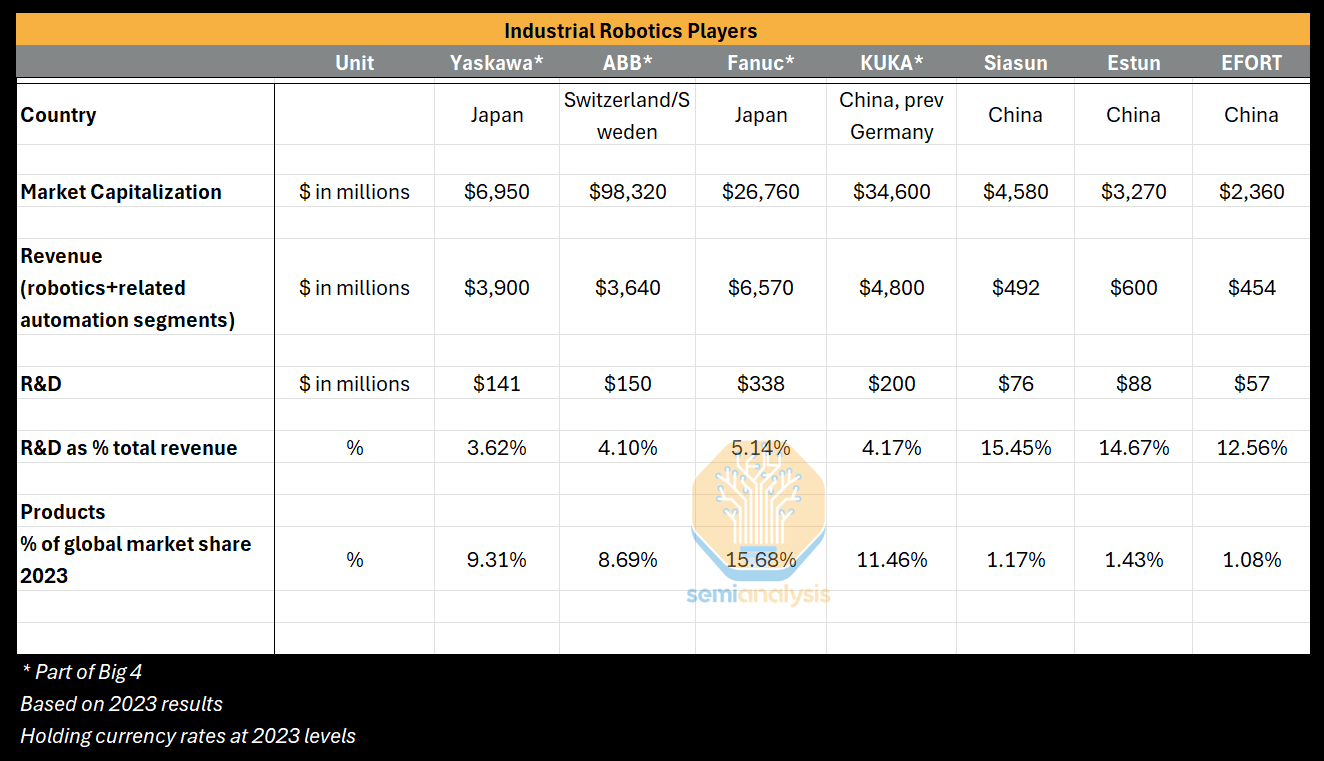 Industrial Robotics Players
Unit Yaskawa* ABB* Fanuc* KUKA* Siasun Estun EFORT
Country Japan Switzerland/S weden Japan China, prev Germany China China China
Market Capitalization $ in millions $6,950 $98,320 $26,760 $34,600 $4,580 $3,270 $2,360
Revenue
(robotics+related $ in millions $3,900 $3,640 $6,570 $4,800 $492 $600 $454
automation segments)
R&D $ in millions $141 $150 $338 $200 $76 $88 $57
R&D as % total revenue % 3.62% 4.10% 5.14% 4.17% 15.45% 14.67% 12.56%
Products
% of global market share
2023 % 9.31% 8.69% 15.68% 11.46% 1.17% 1.43% 1.08%
semianalysis
* Part of Big 4
Based on 2023 results
Holding currency rates at 2023 levels